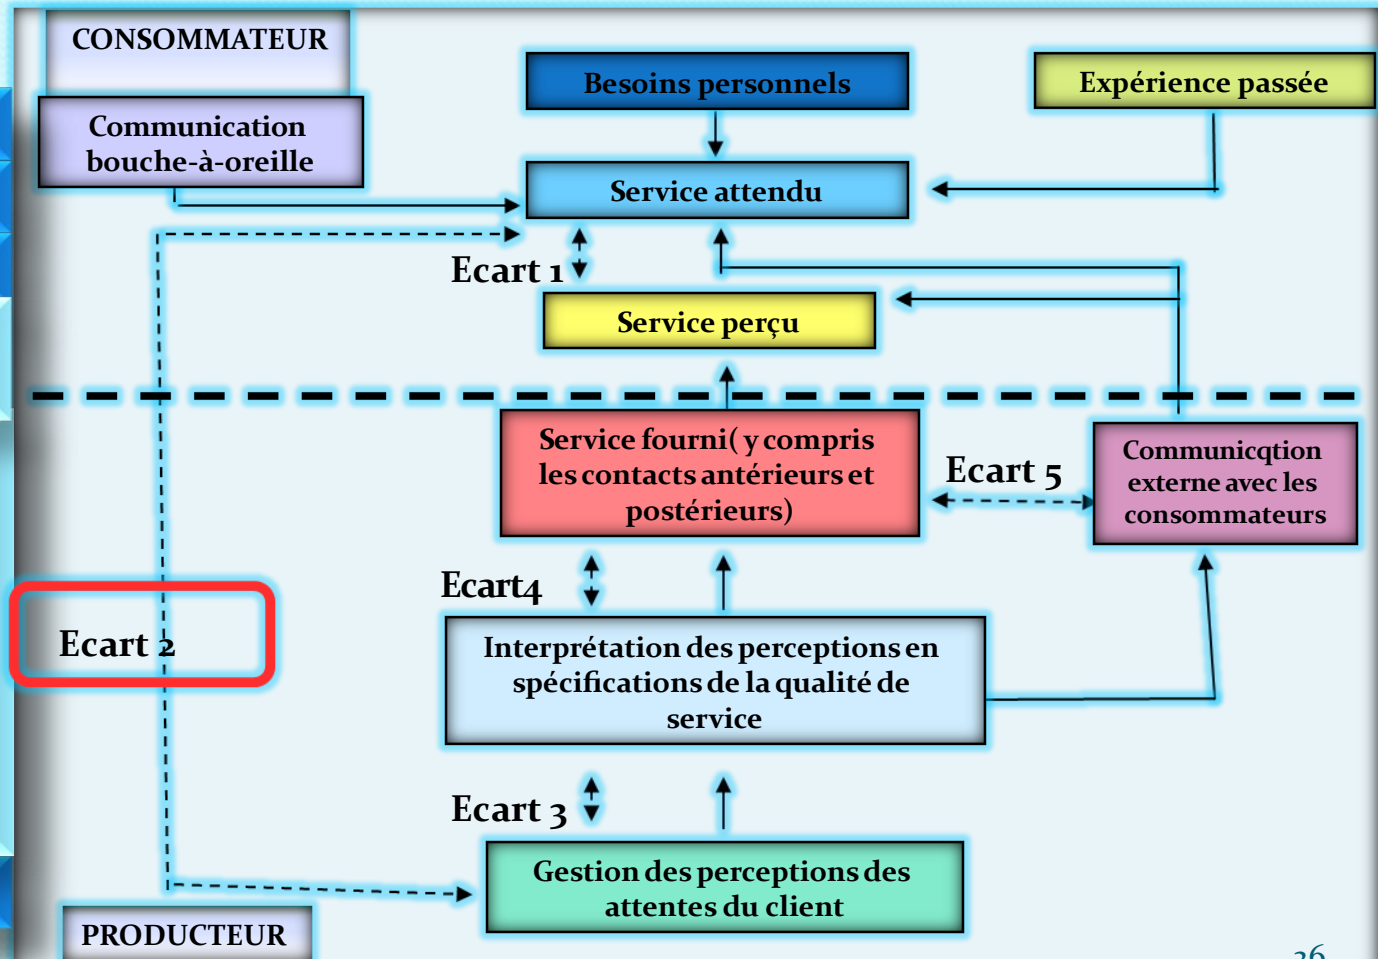 CONSOMMATEUR
Communication
bouche-à-oreille
Besoins personnels
Expérience passée
Service attendu
Ecart 1
Service perçu
Service fourni( y compris
les contacts antérieurs et
postérieurs)
Ecart 5
Communicqtion
externe avec les
consommateurs
Ecart4
Ecart 2
Interprétation des perceptions en
spécifications de la qualité de
service
Ecart 3
Gestion des perceptions des
attentes du client
PRODUCTEUR